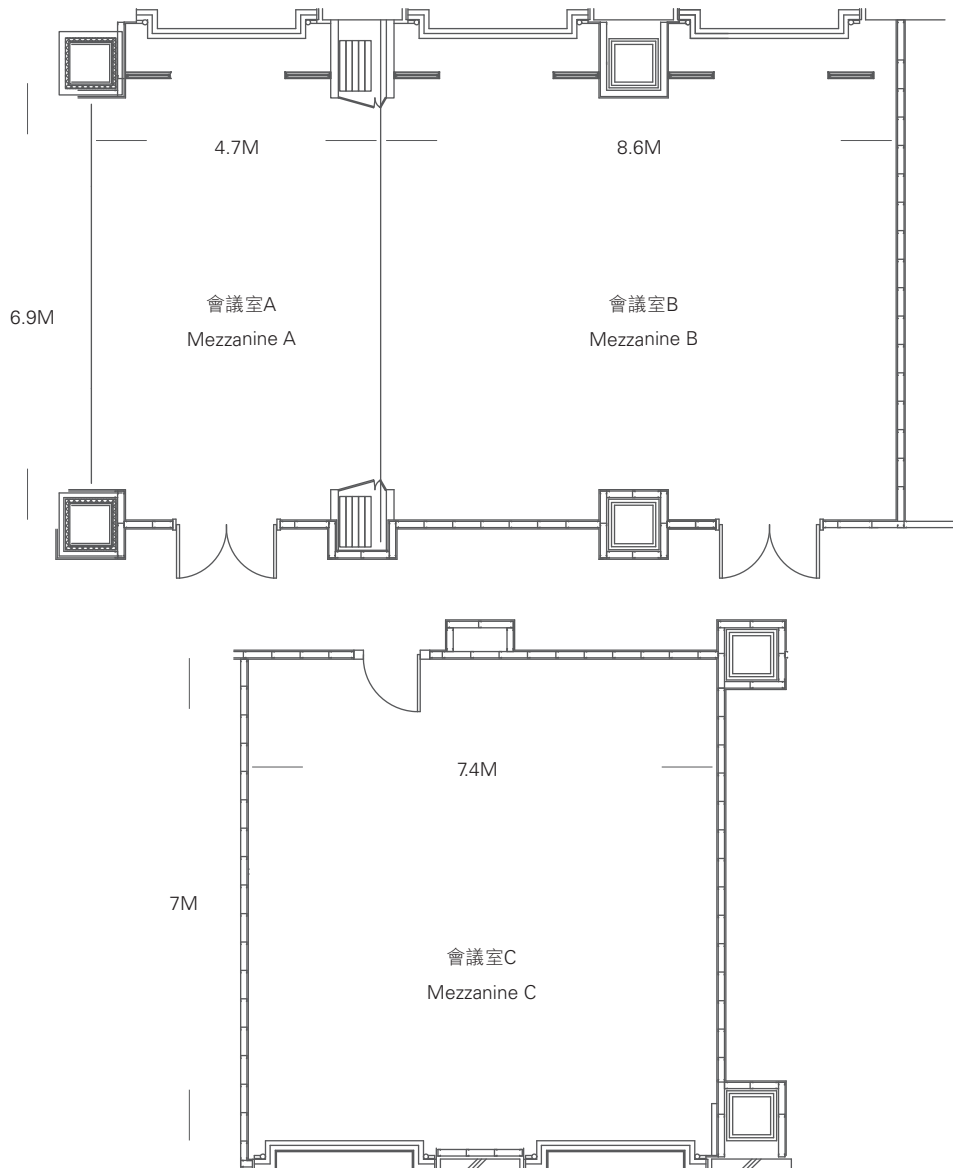 4.7M
8.6M
會議室A
Mezzanine A
會議室B
Mezzanine B
6.9M
7.4M
7M
會議室C
Mezzanine C